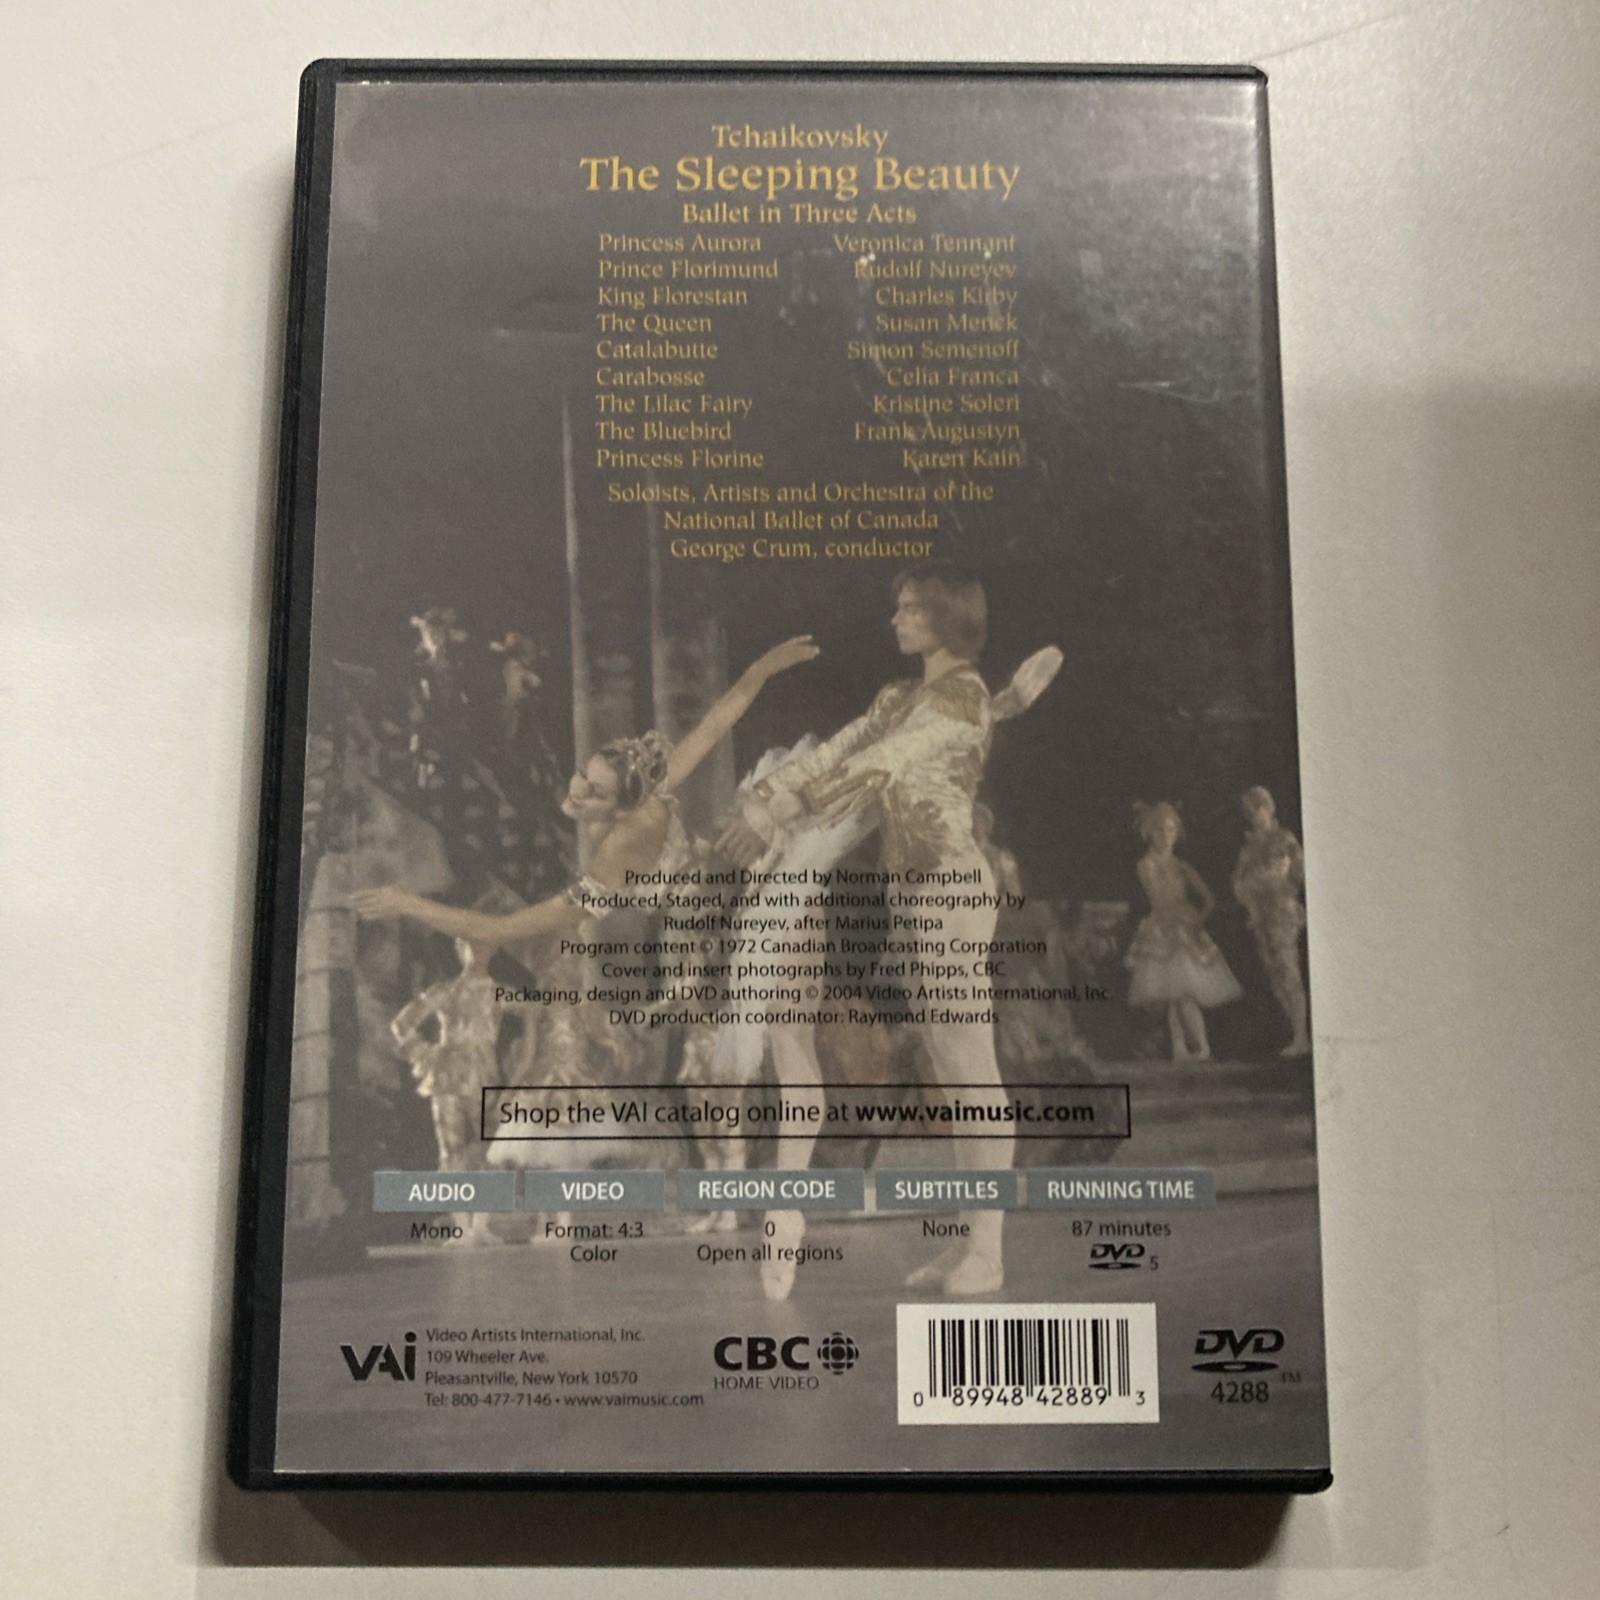 Tchaikovsky
The Sleeping Beauty
Ballet in Three Acts
Princess Aurora Veronica Tennant
Prince Florimund Rudolf Nureyev
King Florestan Charles Kirby
The Queen Susan Menck
Catalabutte Simon Semenoff
Carabosse Celia Franca
The Lilac Fairy Kristine Soleri
The Bluebird Frank Augustyn
Princess Florine Karen Kain
Soloists, Artists and Orchestra of the
National Ballet of Canada
George Crum, conductor
Produced and Directed by Norman Campbell
Produced, Staged, and with additional choreography by
Rudolf Nureyev, after Marius Petipa
Program content © 1972 Canadian Broadcasting Corporation
Cover and insert photographs by Fred Phipps, CBC
Packaging, design and DVD authoring © 2004 Video Artists International, Inc.
DVD production coordinator: Raymond Edwards
Shop the VAI catalog online at www.vaimusic.com
AUDIO VIDEO REGION CODE SUBTITLES RUNNING TIME
Mono Format: 4:3 0 None 87 minutes
Color Open all regions DVD 5
VAI Video Artists International, Inc.
109 Wheeler Ave.
Pleasantville, New York 10570
Tel: 800-477-7146 • www.vaimusic.com
CBC
HOME VIDEO
0 89948 42889 3
DVD
TM
4288